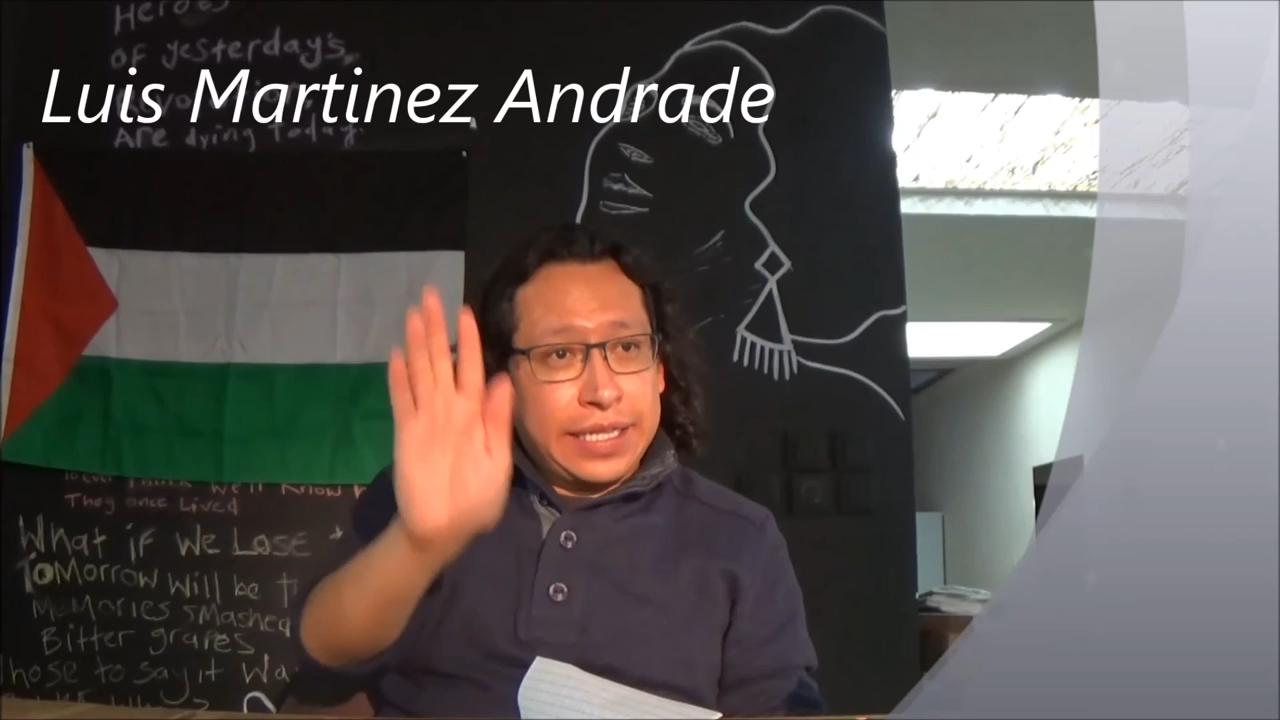 Heroes
of yesterday's
Luis Martinez Andrade
Revolutions
Are dying today.
They once Lived
What if we Lose
ToMorrow will be
MeMories sMashed
Bitter grapes
Those to say it